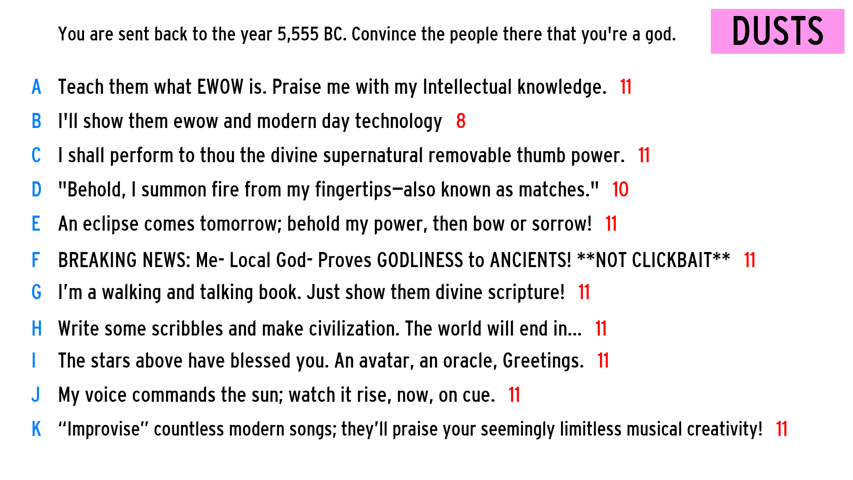 You are sent back to the year 5,555 BC. Convince the people there that you're a god.
DUSTS
A Teach them what EWOW is. Praise me with my Intellectual knowledge. 11
B I'll show them ewow and modern day technology 8
C I shall perform to thou the divine supernatural removable thumb power. 11
D "Behold, I summon fire from my fingertips—also known as matches." 10
E An eclipse comes tomorrow; behold my power, then bow or sorrow! 11
F BREAKING NEWS: Me- Local God- Proves GODLINESS to ANCIENTS! **NOT CLICKBAIT** 11
G I’m a walking and talking book. Just show them divine scripture! 11
H Write some scribbles and make civilization. The world will end in... 11
I The stars above have blessed you. An avatar, an oracle, Greetings. 11
J My voice commands the sun; watch it rise, now, on cue. 11
K “Improvise” countless modern songs; they’ll praise your seemingly limitless musical creativity! 11